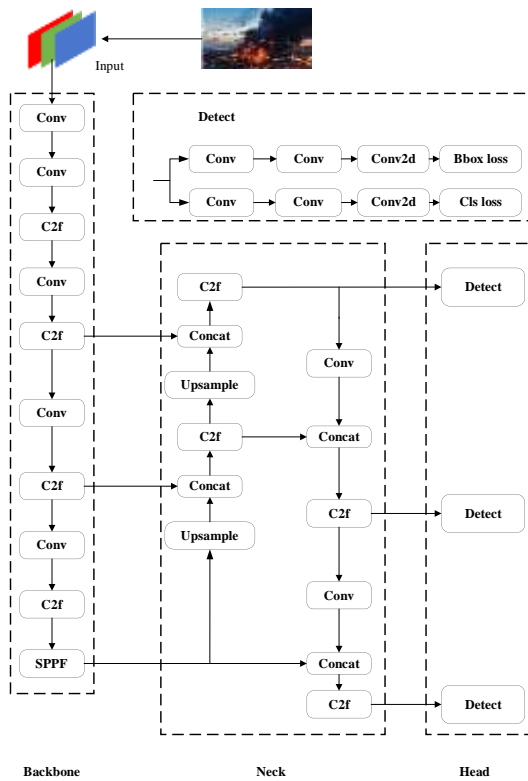 Input
Conv
Conv
C2f
Conv
C2f
Conv
C2f
Conv
C2f
SPPF
Detect
Conv Conv Conv2d Bbox loss
Conv Conv Conv2d Cls loss
C2f
Concat
Upsample
C2f
Concat
Upsample
Conv
Concat
C2f
Conv
Concat
C2f
Detect
Detect
Detect
Backbone Neck Head